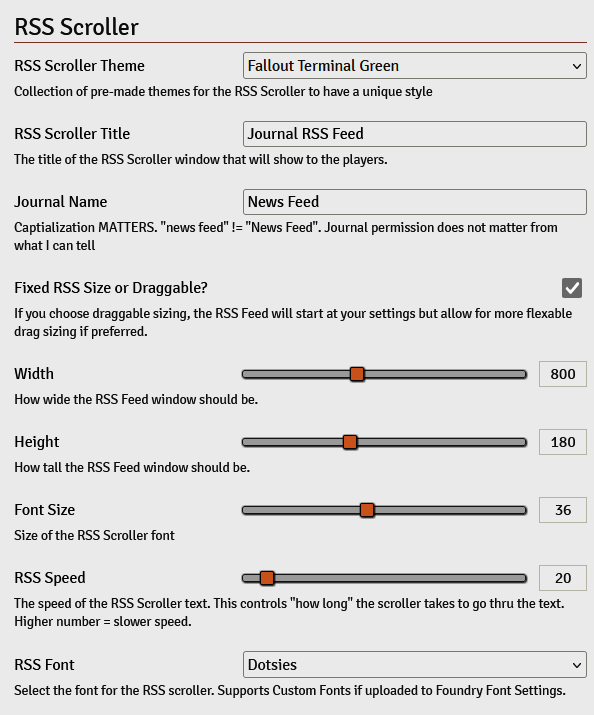 RSS Scroller
RSS Scroller Theme
Fallout Terminal Green
Collection of pre-made themes for the RSS Scroller to have a unique style
RSS Scroller Title
Journal RSS Feed
The title of the RSS Scroller window that will show to the players.
Journal Name
News Feed
Captialization MATTERS. "news feed" != "News Feed". Journal permission does not matter from
what I can tell
Fixed RSS Size or Draggable?
If you choose draggable sizing, the RSS Feed will start at your settings but allow for more flexable
drag sizing if preferred.
Width
800
How wide the RSS Feed window should be.
Height
180
How tall the RSS Feed window should be.
Font Size
36
Size of the RSS Scroller font
RSS Speed
20
The speed of the RSS Scroller text. This controls "how long" the scroller takes to go thru the text.
Higher number = slower speed.
RSS Font
Dotsies
Select the font for the RSS scroller. Supports Custom Fonts if uploaded to Foundry Font Settings.